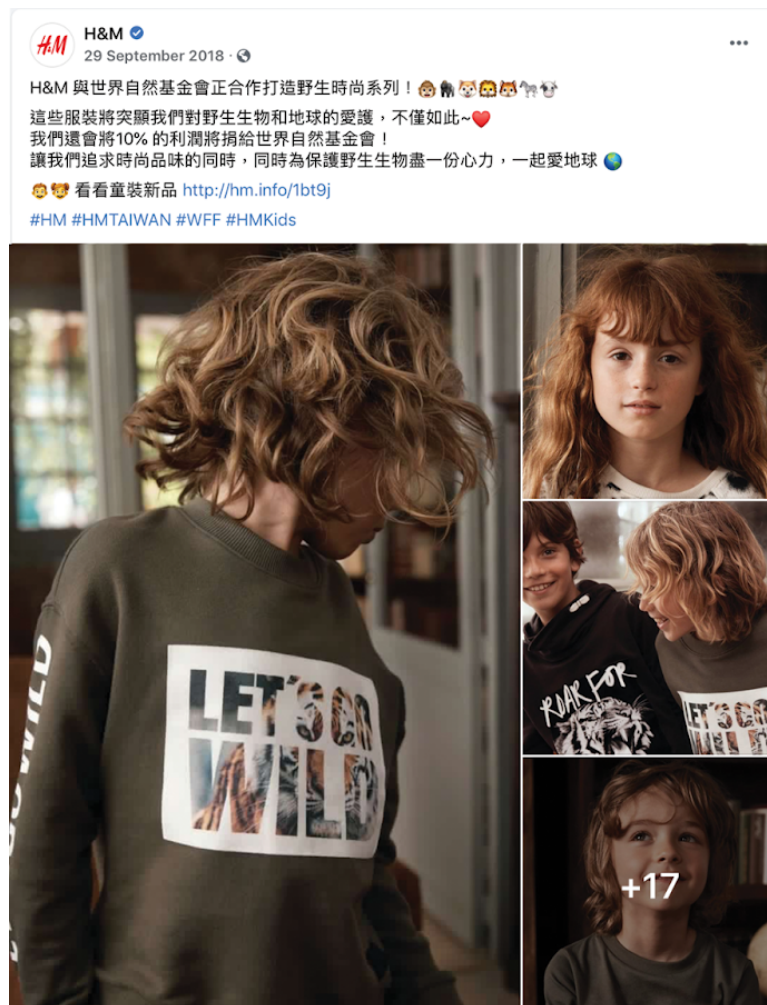 H&M
H&M
29 September 2018 ·
H&M 與世界自然基金會正合作打造野生時尚系列！🐵🦍🐱🦁🐯🦓🐮
這些服裝將突顯我們對野生生物和地球的愛護，不僅如此~❤️
我們還會將10% 的利潤將捐給世界自然基金會！
讓我們追求時尚品味的同時，同時為保護野生生物盡一份心力，一起愛地球 🌎
👦👧 看看童裝新品 http://hm.info/1bt9j
#HM #HMTAIWAN #WFF #HMKids
LET'S GO
WILD
GO WILD
ROAR FOR
LET'S GO
WILD
+17